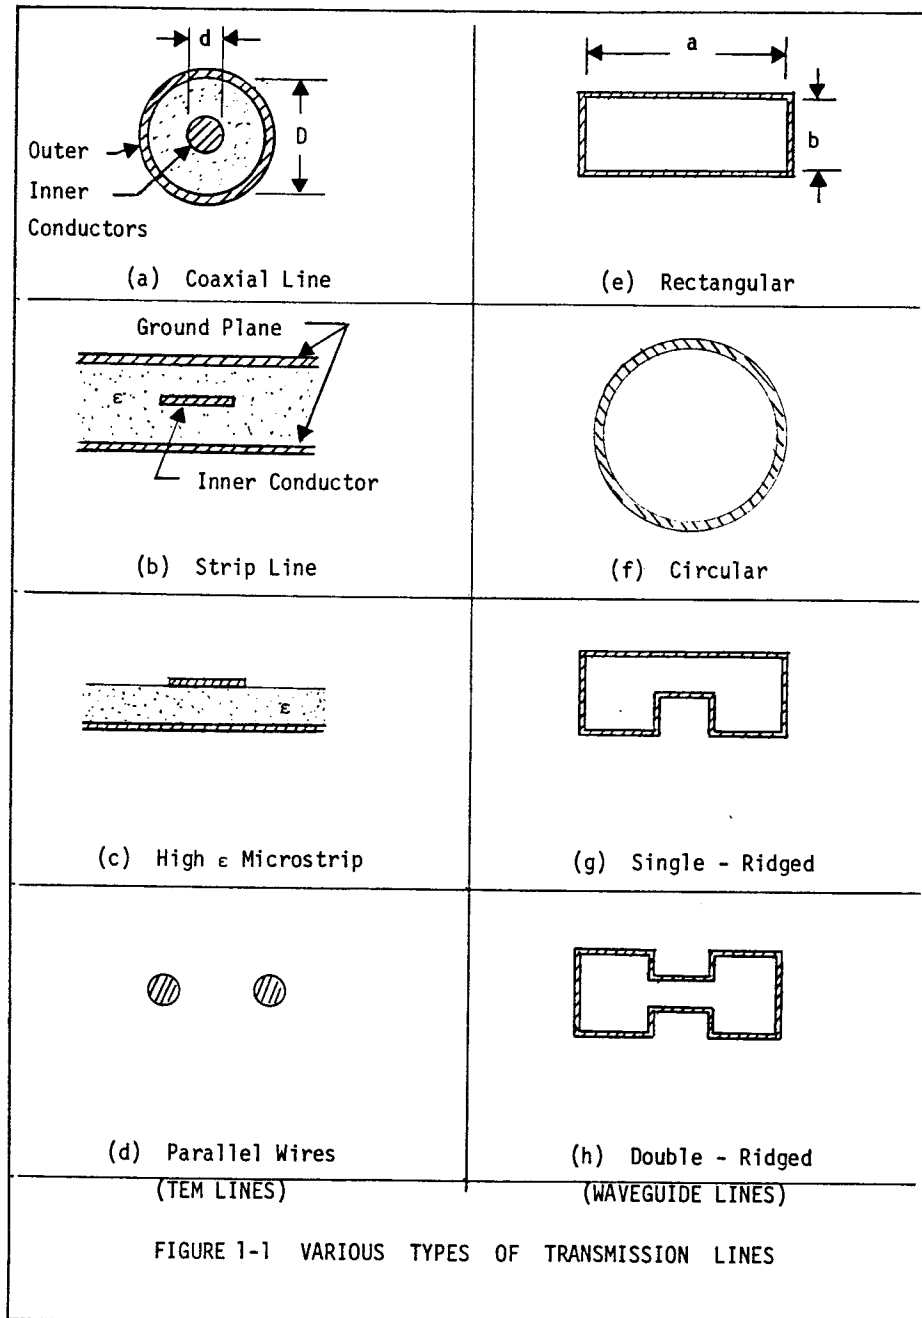 d
D
Outer
Inner
Conductors
(a) Coaxial Line
a
b
(e) Rectangular
Ground Plane
ε
Inner Conductor
(b) Strip Line
(f) Circular
ε
(c) High ε Microstrip
(g) Single - Ridged
(d) Parallel Wires
(TEM LINES)
(h) Double - Ridged
(WAVEGUIDE LINES)
FIGURE 1-1 VARIOUS TYPES OF TRANSMISSION LINES